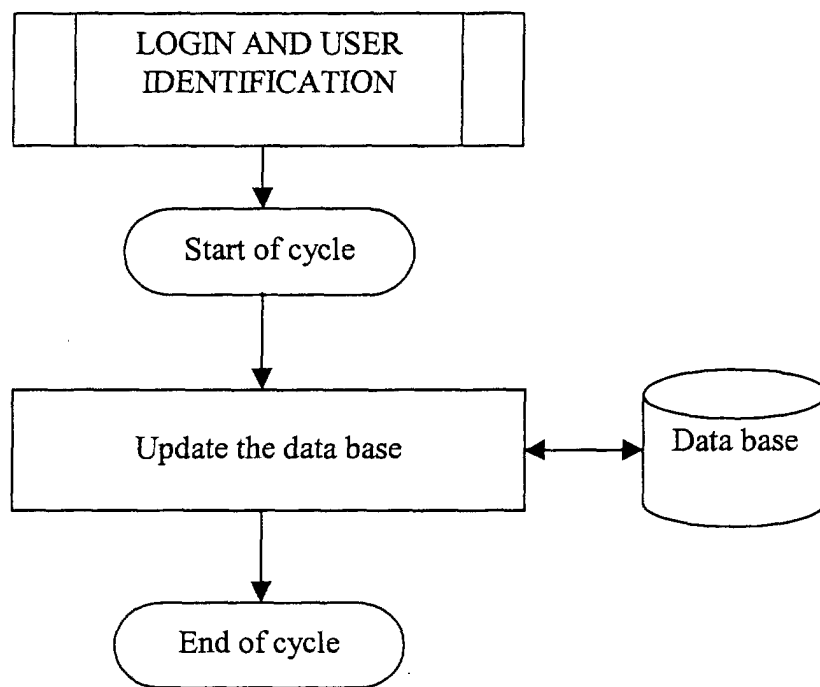 LOGIN AND USER
IDENTIFICATION
Start of cycle
Update the data base
Data base
End of cycle